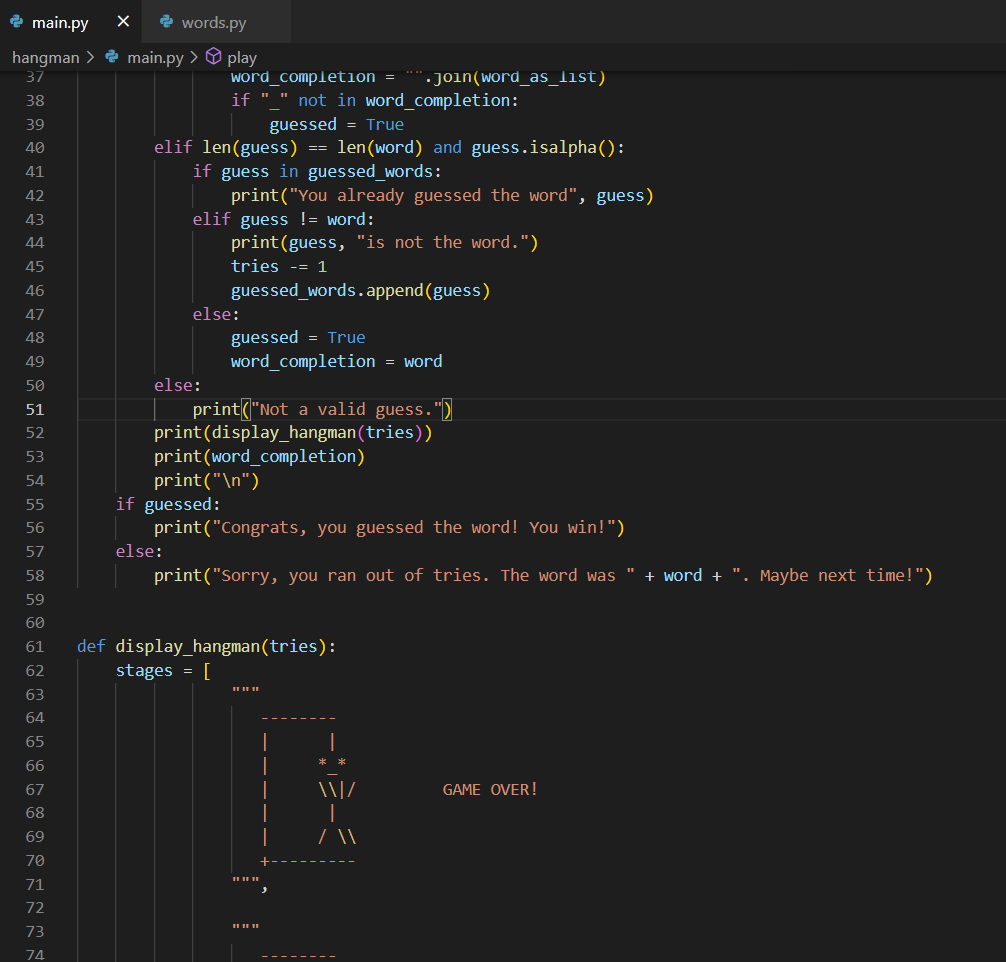 main.py × words.py
hangman > main.py > play
37 word_completion = "".join(word_as_list)
38 if "_" not in word_completion:
39 guessed = True
40 elif len(guess) == len(word) and guess.isalpha():
41 if guess in guessed_words:
42 print("You already guessed the word", guess)
43 elif guess != word:
44 print(guess, "is not the word.")
45 tries -= 1
46 guessed_words.append(guess)
47 else:
48 guessed = True
49 word_completion = word
50 else:
51 print("Not a valid guess.")
52 print(display_hangman(tries))
53 print(word_completion)
54 print("\n")
55 if guessed:
56 print("Congrats, you guessed the word! You win!")
57 else:
58 print("Sorry, you ran out of tries. The word was " + word + ". Maybe next time!")
59
60
61 def display_hangman(tries):
62 stages = [
63 """
64 --------
65 |      |
66 |     *_*
67 |     \\|/         GAME OVER!
68 |      |
69 |     / \\
70 +---------
71 """,
72
73 """
74 --------